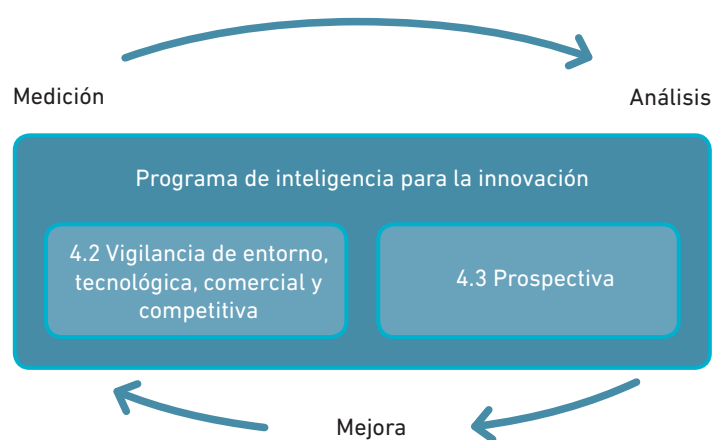 Medición
Análisis
Programa de inteligencia para la innovación
4.2 Vigilancia de entorno,
tecnológica, comercial y
competitiva
4.3 Prospectiva
Mejora